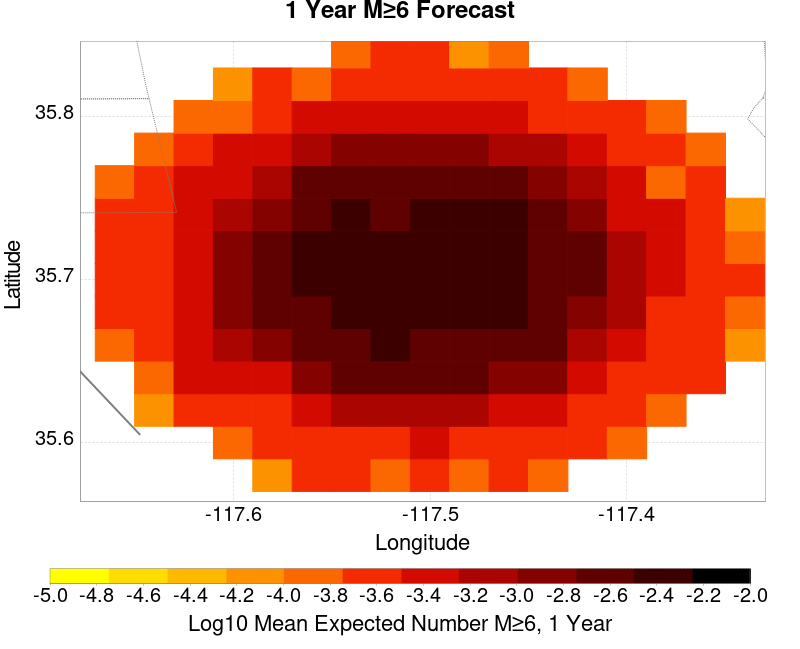 1 Year M≥6 Forecast
35.8
35.7
35.6
Latitude
-117.6 -117.5 -117.4
Longitude
-5.0 -4.8 -4.6 -4.4 -4.2 -4.0 -3.8 -3.6 -3.4 -3.2 -3.0 -2.8 -2.6 -2.4 -2.2 -2.0
Log10 Mean Expected Number M≥6, 1 Year